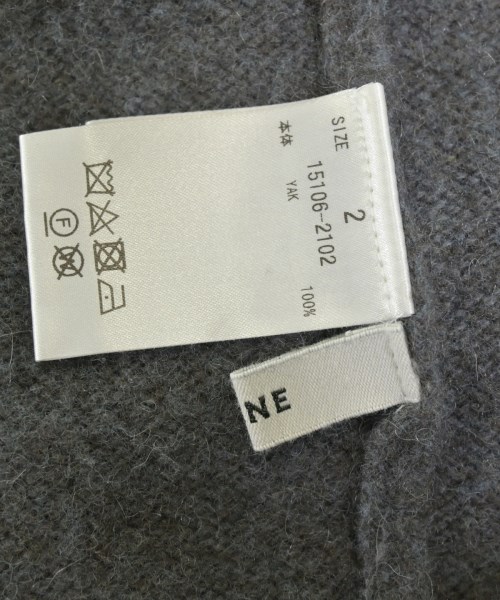 SIZE 2
15106-2102
本体 YAK 100%
F
W
NE